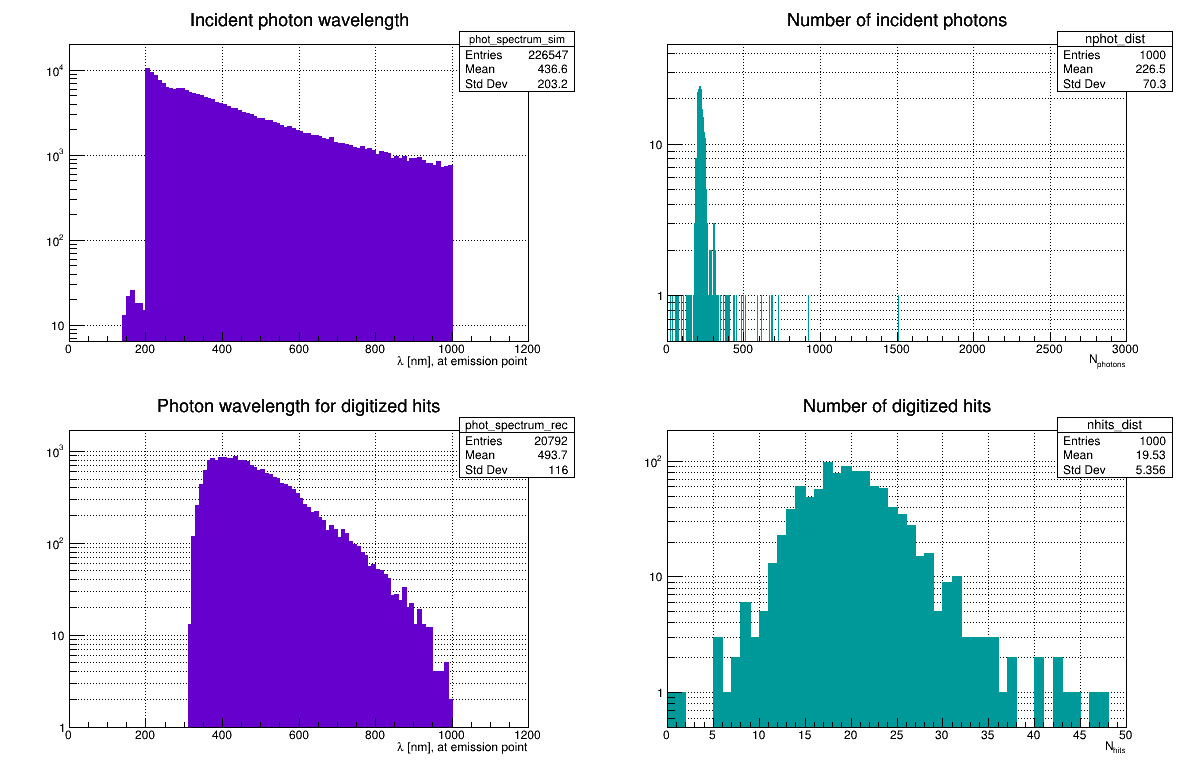 Incident photon wavelength
phot_spectrum_sim
Entries 226547
Mean 436.6
Std Dev 203.2
10^4
10^3
10^2
10
0 200 400 600 800 1000 1200
λ [nm], at emission point
Number of incident photons
nphot_dist
Entries 1000
Mean 226.5
Std Dev 70.3
10
1
0 500 1000 1500 2000 2500 3000
N_photons
Photon wavelength for digitized hits
phot_spectrum_rec
Entries 20792
Mean 493.7
Std Dev 116
10^3
10^2
10
1
0 200 400 600 800 1000 1200
λ [nm], at emission point
Number of digitized hits
nhits_dist
Entries 1000
Mean 19.53
Std Dev 5.356
10^2
10
1
0 5 10 15 20 25 30 35 40 45 50
N_hits